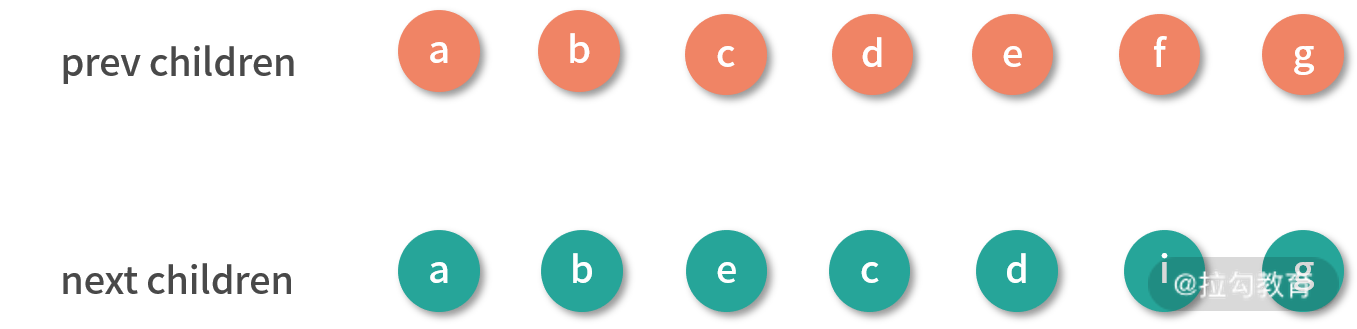 prev children a b c d e f g
next children a b e c d i g
@拉勾教育